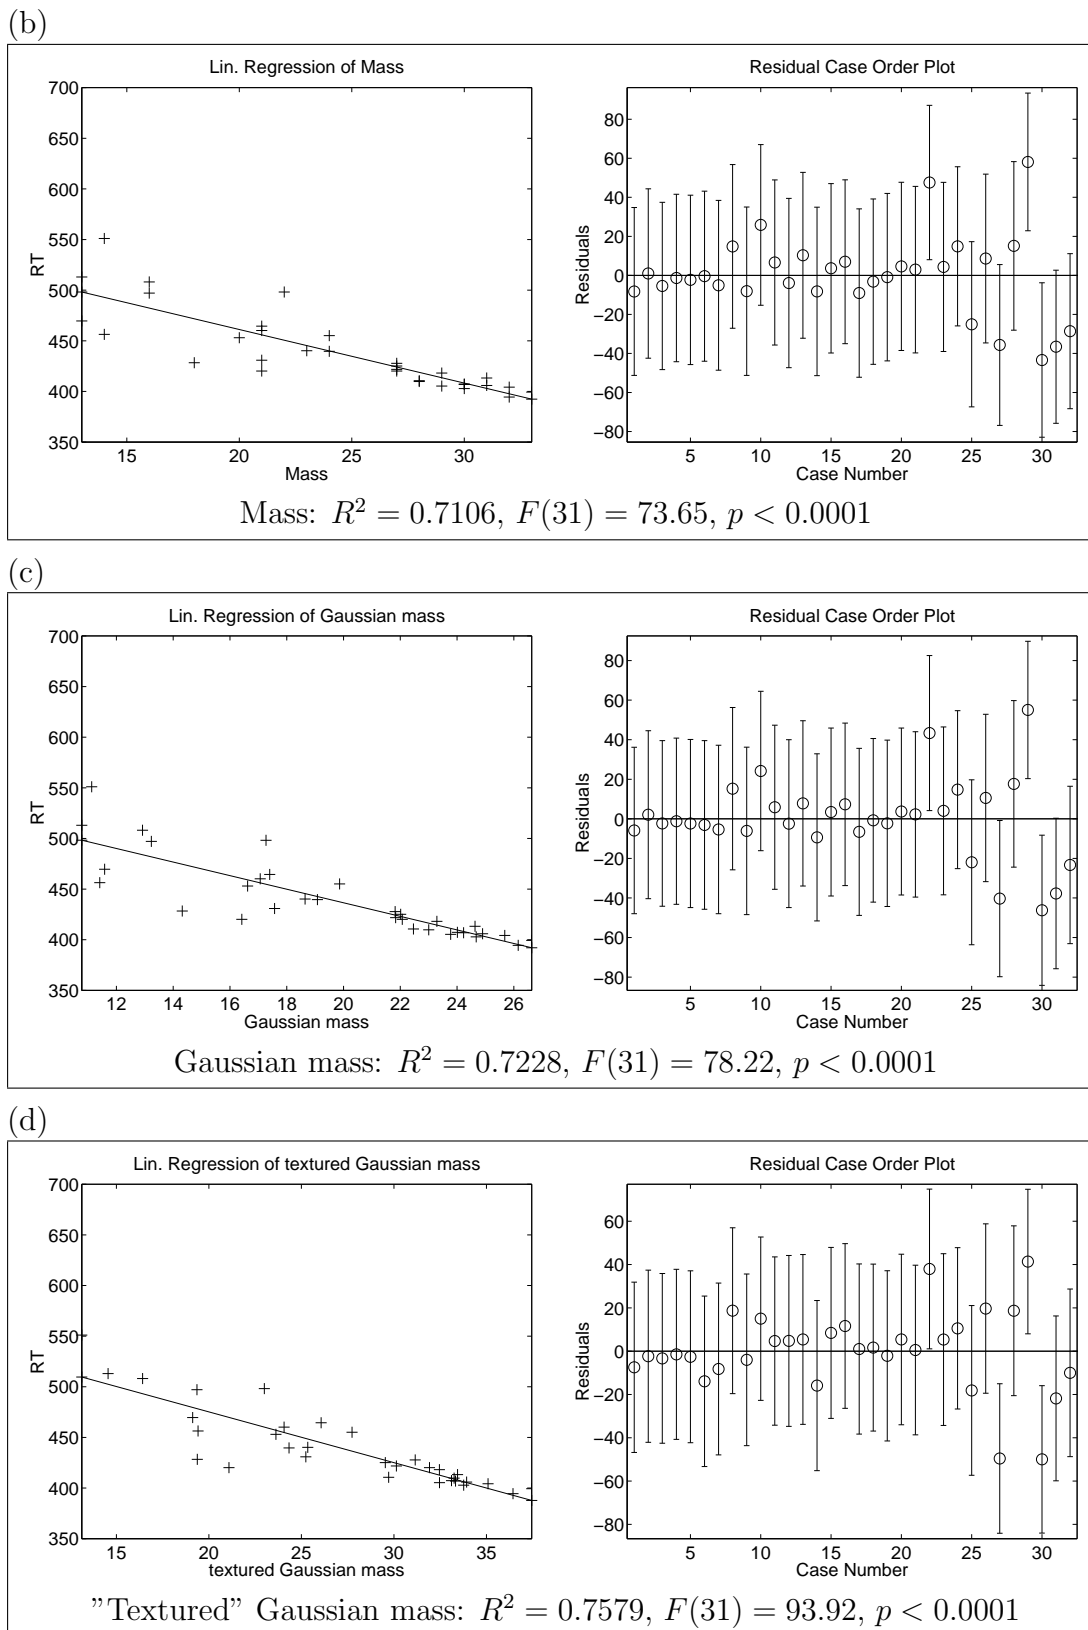 (b)
Lin. Regression of Mass
Residual Case Order Plot
700
650
600
550
500
450
400
350
RT
15 20 25 30
Mass
80
60
40
20
0
−20
−40
−60
−80
Residuals
5 10 15 20 25 30
Case Number
Mass: R² = 0.7106, F(31) = 73.65, p < 0.0001
(c)
Lin. Regression of Gaussian mass
Residual Case Order Plot
700
650
600
550
500
450
400
350
RT
12 14 16 18 20 22 24 26
Gaussian mass
80
60
40
20
0
−20
−40
−60
−80
Residuals
5 10 15 20 25 30
Case Number
Gaussian mass: R² = 0.7228, F(31) = 78.22, p < 0.0001
(d)
Lin. Regression of textured Gaussian mass
Residual Case Order Plot
700
650
600
550
500
450
400
350
RT
15 20 25 30 35
textured Gaussian mass
60
40
20
0
−20
−40
−60
−80
Residuals
5 10 15 20 25 30
Case Number
”Textured” Gaussian mass: R² = 0.7579, F(31) = 93.92, p < 0.0001